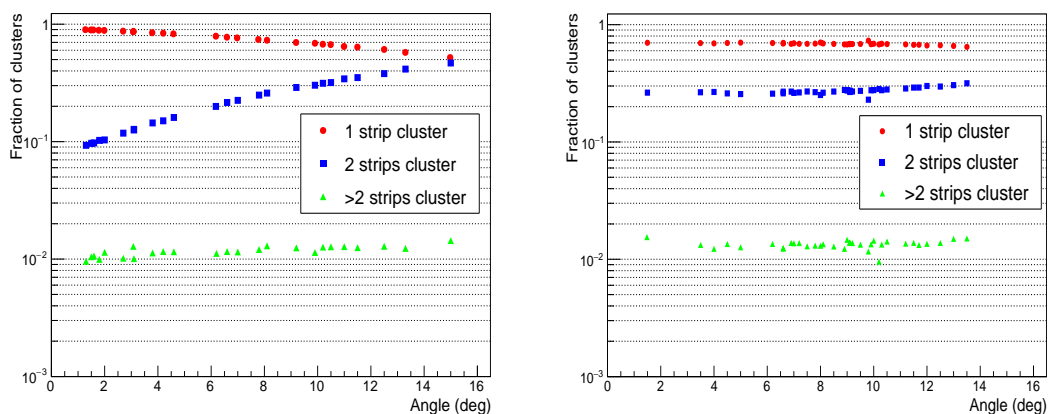 Fraction of clusters
1
10⁻¹
10⁻²
10⁻³
1 strip cluster
2 strips cluster
>2 strips cluster
0 2 4 6 8 10 12 14 16
Angle (deg)
Fraction of clusters
1
10⁻¹
10⁻²
10⁻³
1 strip cluster
2 strips cluster
>2 strips cluster
0 2 4 6 8 10 12 14 16
Angle (deg)